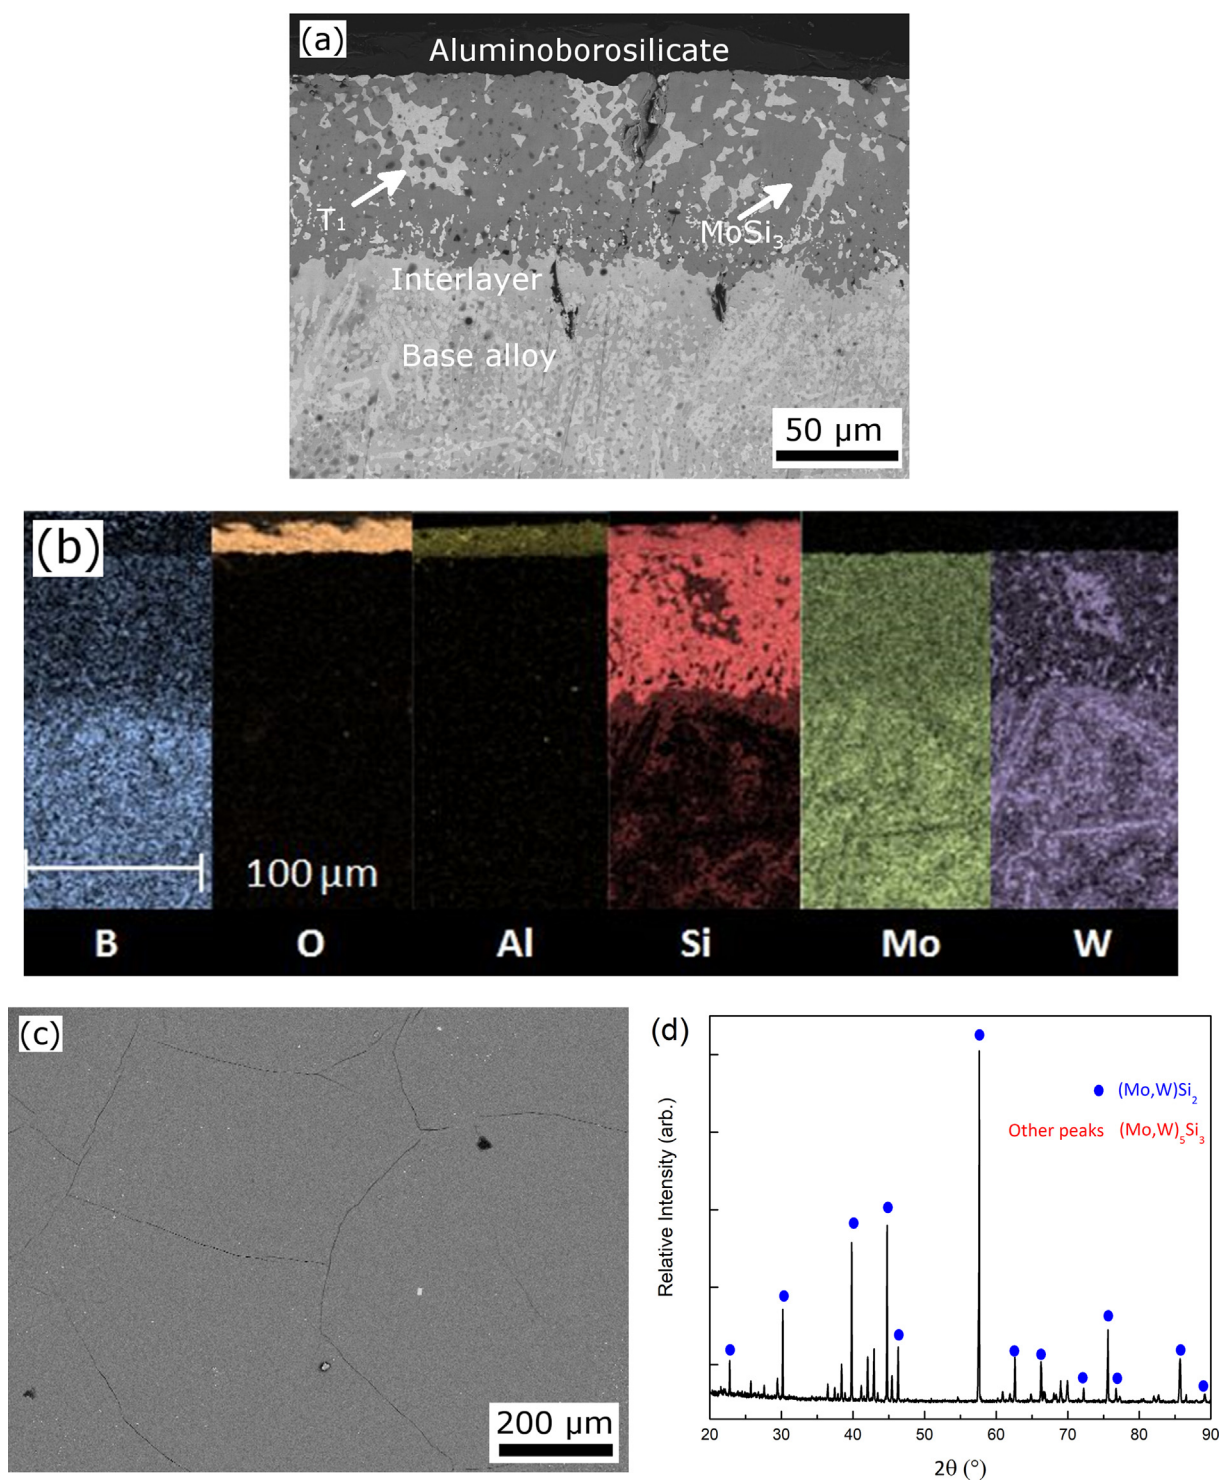 (a)
Aluminoborosilicate
T₁
MoSi₃
Interlayer
Base alloy
50 µm
(b)
100 µm
B O Al Si Mo W
(c)
200 µm
(d)
(Mo,W)Si₂
Other peaks (Mo,W)₅Si₃
Relative Intensity (arb.)
20 30 40 50 60 70 80 90
2θ (°)